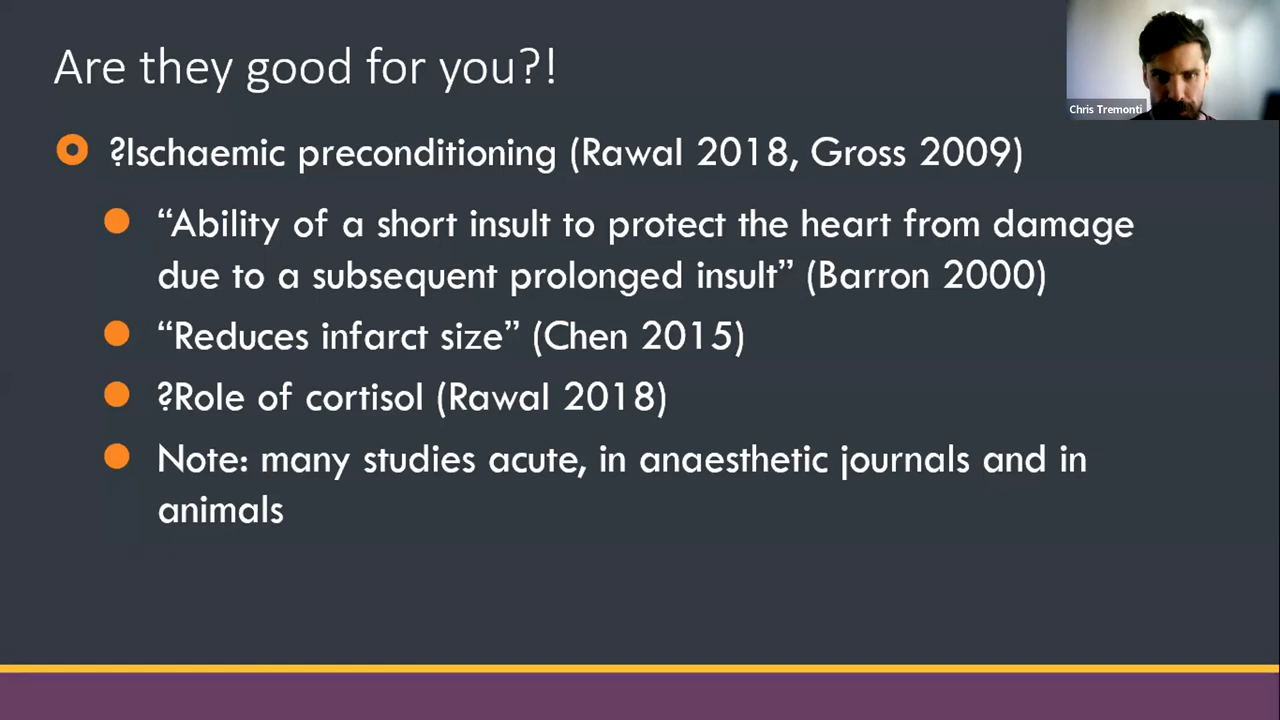 Are they good for you?!
Chris Tremonti
?Ischaemic preconditioning (Rawal 2018, Gross 2009)
“Ability of a short insult to protect the heart from damage
due to a subsequent prolonged insult” (Barron 2000)
“Reduces infarct size” (Chen 2015)
?Role of cortisol (Rawal 2018)
Note: many studies acute, in anaesthetic journals and in
animals